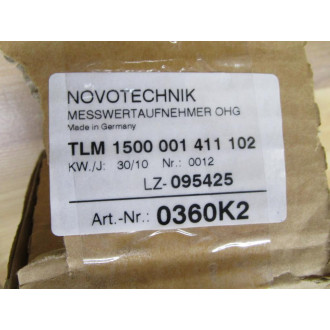 NOVOTECHNIK
MESSWERTAUFNEHMER OHG
Made in Germany
TLM 1500 001 411 102
KW./J: 30/10 Nr.: 0012
LZ- 095425
Art.-Nr.: 0360K2